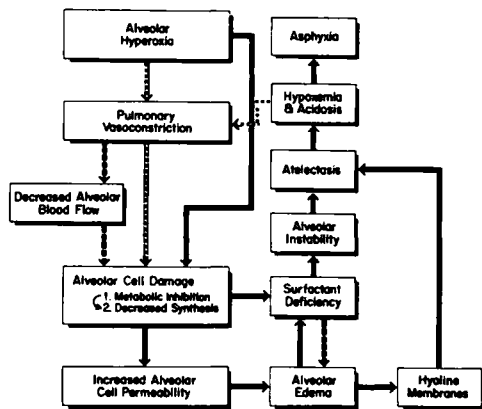 Alveolar
Hyperoxia
Asphyxia
Pulmonary
Vasoconstriction
Hypoxemia
& Acidosis
Atelectasis
Decreased Alveolar
Blood Flow
Alveolar
Instability
Alveolar Cell Damage
1. Metabolic Inhibition
2. Decreased Synthesis
Surfactant
Deficiency
Increased Alveolar
Cell Permeability
Alveolar
Edema
Hyaline
Membranes